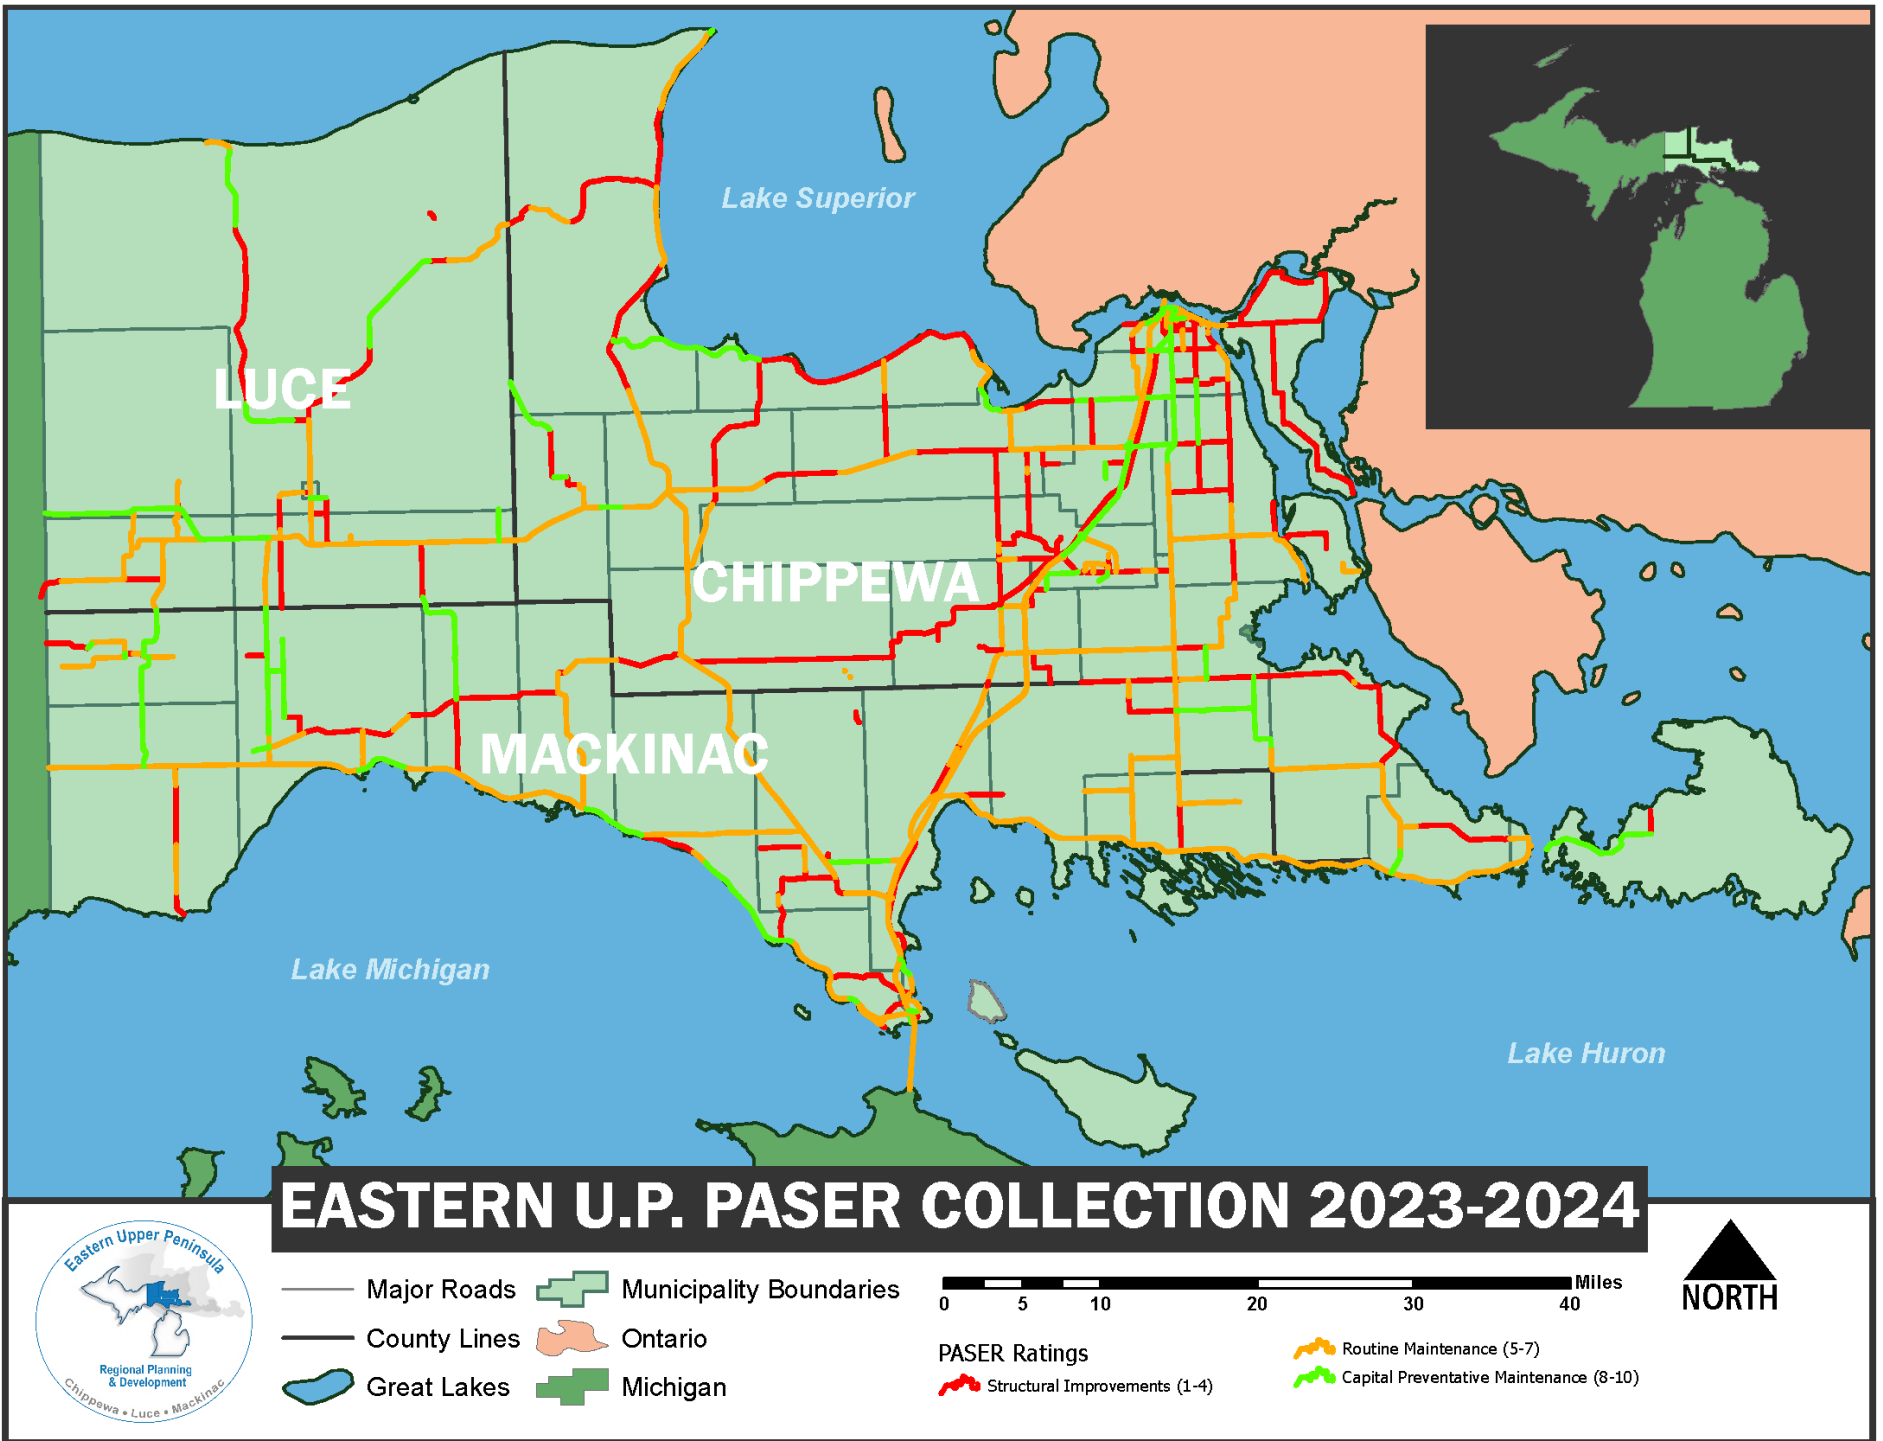 Lake Superior
LUCE
CHIPPEWA
MACKINAC
Lake Michigan
Lake Huron
EASTERN U.P. PASER COLLECTION 2023-2024
Eastern Upper Peninsula
Regional Planning
& Development
Chippewa • Luce • Mackinac
Major Roads
County Lines
Great Lakes
Municipality Boundaries
Ontario
Michigan
0 5 10 20 30 40 Miles
PASER Ratings
Structural Improvements (1-4)
Routine Maintenance (5-7)
Capital Preventative Maintenance (8-10)
NORTH